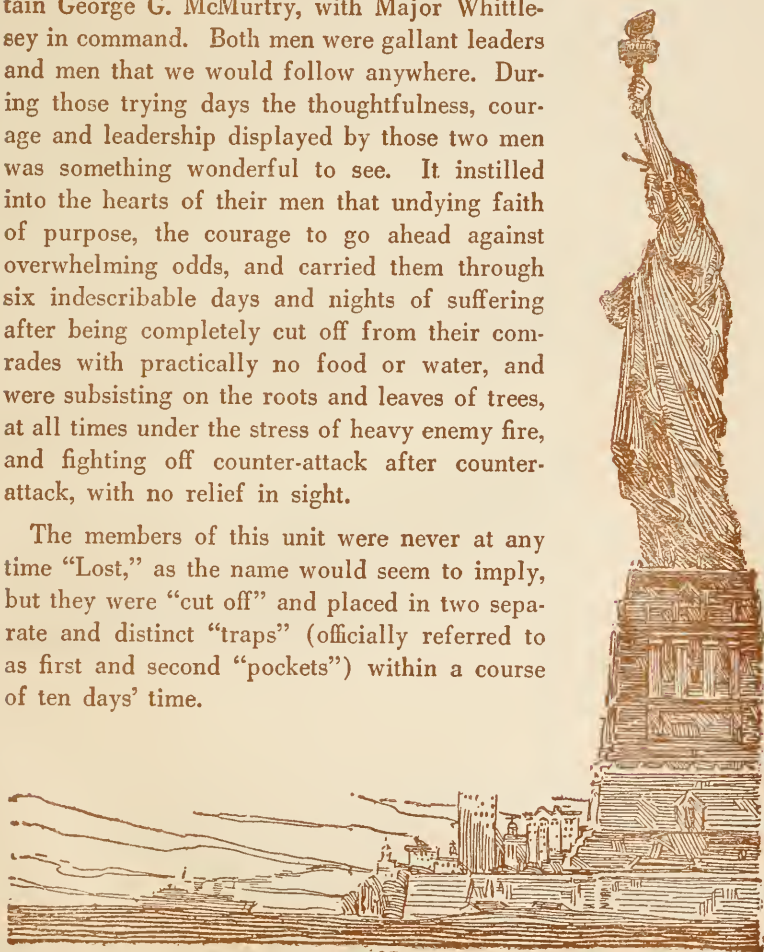 tain George G. McMurtry, with Major Whittle-
sey in command. Both men were gallant leaders
and men that we would follow anywhere. Dur-
ing those trying days the thoughtfulness, cour-
age and leadership displayed by those two men
was something wonderful to see. It instilled
into the hearts of their men that undying faith
of purpose, the courage to go ahead against
overwhelming odds, and carried them through
six indescribable days and nights of suffering
after being completely cut off from their com-
rades with practically no food or water, and
were subsisting on the roots and leaves of trees,
at all times under the stress of heavy enemy fire,
and fighting off counter-attack after counter-
attack, with no relief in sight.
The members of this unit were never at any
time “Lost,” as the name would seem to imply,
but they were “cut off” and placed in two sepa-
rate and distinct “traps” (officially referred to
as first and second “pockets”) within a course
of ten days’ time.